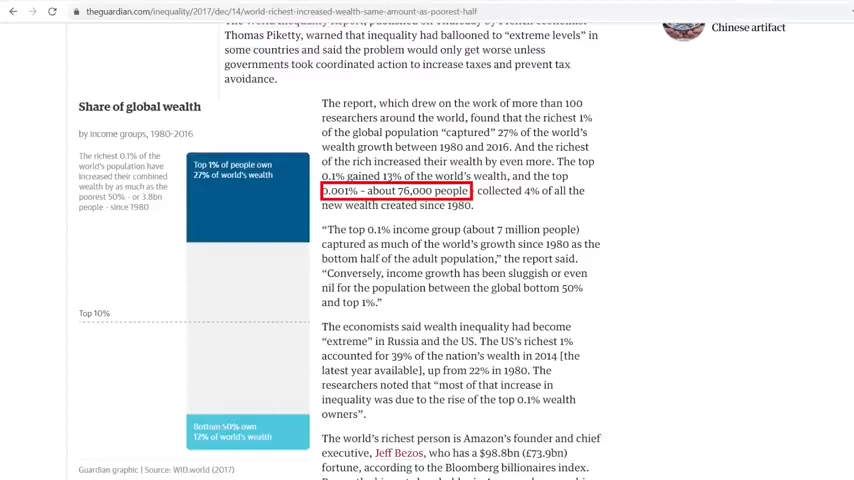 theguardian.com/inequality/2017/dec/14/world-richest-increased-wealth-same-amount-as-poorest-half
Chinese artifact
The World Inequality Report, published on Thursday by French economist
Thomas Piketty, warned that inequality had ballooned to “extreme levels” in
some countries and said the problem would only get worse unless
governments took coordinated action to increase taxes and prevent tax
avoidance.
Share of global wealth
by income groups, 1980-2016
The richest 0.1% of the
world's population have
increased their combined
wealth by as much as the
poorest 50% - or 3.8bn
people - since 1980
Top 1% of people own
27% of world's wealth
Top 10%
Bottom 50% own
12% of world's wealth
Guardian graphic | Source: WID.world (2017)
The report, which drew on the work of more than 100
researchers around the world, found that the richest 1%
of the global population “captured” 27% of the world’s
wealth growth between 1980 and 2016. And the richest
of the rich increased their wealth by even more. The top
0.1% gained 13% of the world’s wealth, and the top
0.001% – about 76,000 people – collected 4% of all the
new wealth created since 1980.
“The top 0.1% income group (about 7 million people)
captured as much of the world’s growth since 1980 as the
bottom half of the adult population,” the report said.
“Conversely, income growth has been sluggish or even
nil for the population between the global bottom 50%
and top 1%.”
The economists said wealth inequality had become
“extreme” in Russia and the US. The US’s richest 1%
accounted for 39% of the nation’s wealth in 2014 [the
latest year available], up from 22% in 1980. The
researchers noted that “most of that increase in
inequality was due to the rise of the top 0.1% wealth
owners”.
The world’s richest person is Amazon’s founder and chief
executive, Jeff Bezos, who has a $98.8bn (£73.9bn)
fortune, according to the Bloomberg billionaires index.